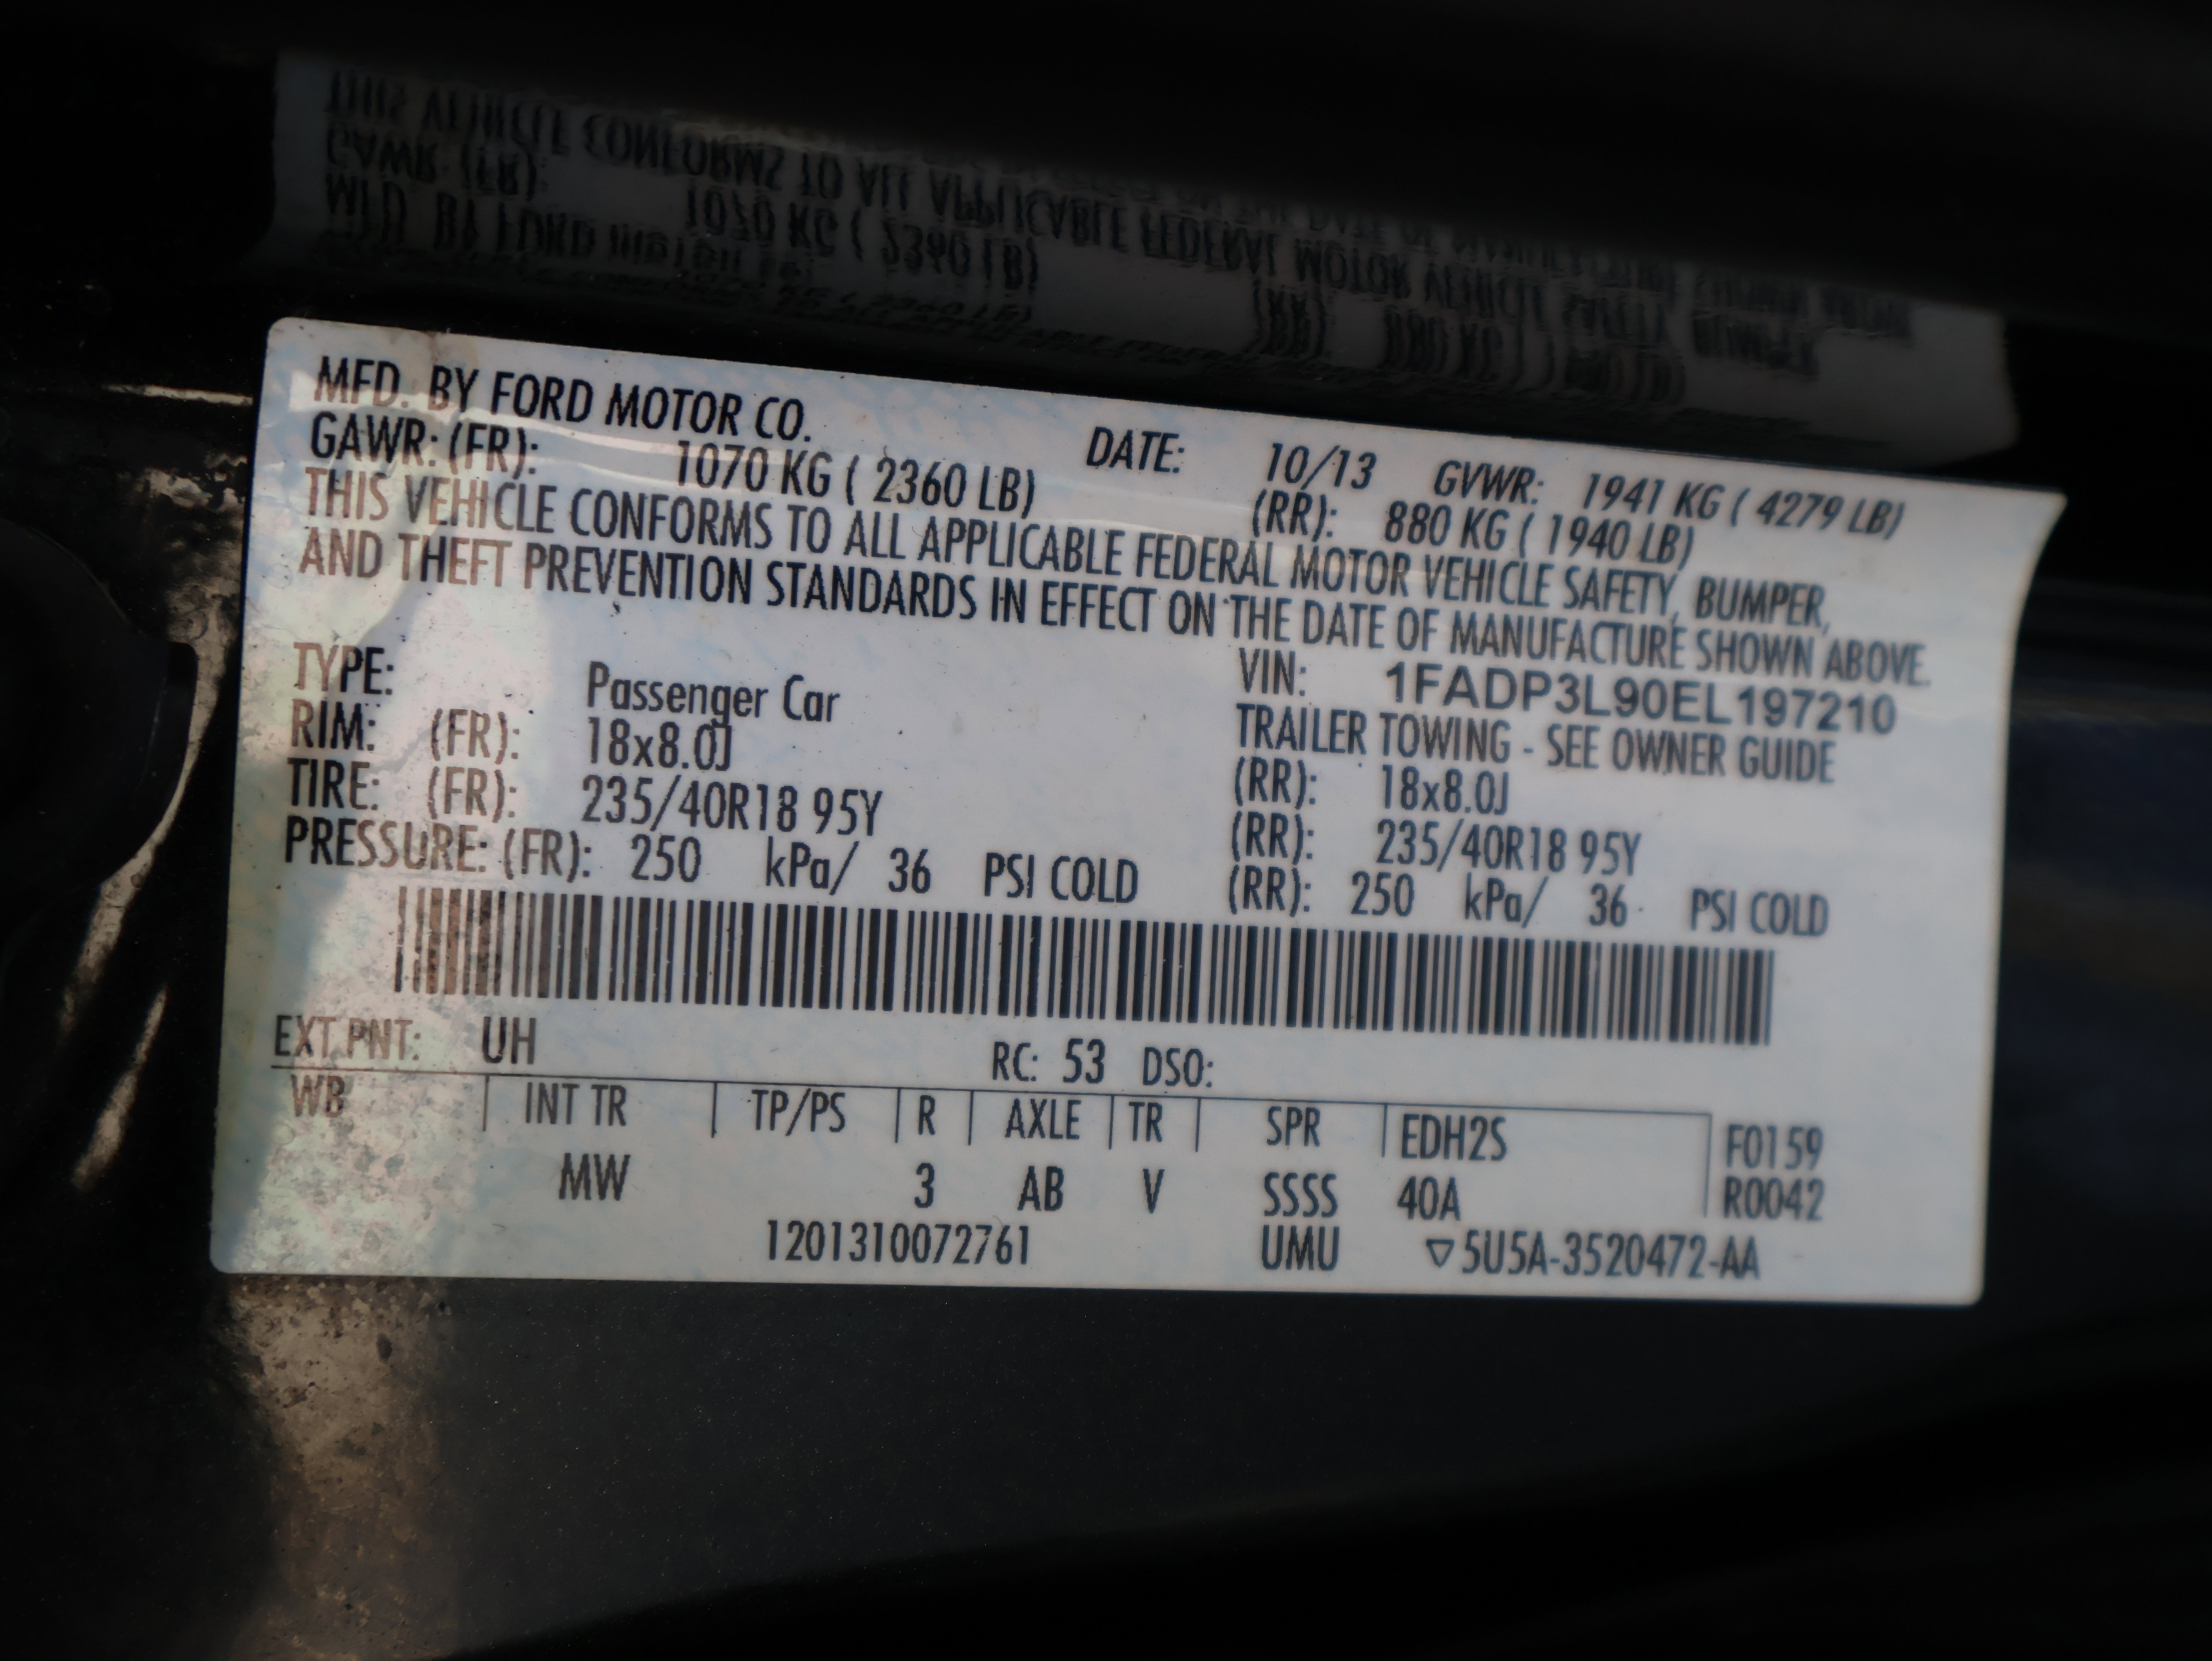 MFD. BY FORD MOTOR CO. DATE: 10/13 GVWR: 1941 KG ( 4279 LB)
GAWR: (FR): 1070 KG ( 2360 LB) (RR): 880 KG ( 1940 LB)
THIS VEHICLE CONFORMS TO ALL APPLICABLE FEDERAL MOTOR VEHICLE SAFETY, BUMPER,
AND THEFT PREVENTION STANDARDS IN EFFECT ON THE DATE OF MANUFACTURE SHOWN ABOVE.
VIN: 1FADP3L90EL197210
TYPE: Passenger Car TRAILER TOWING - SEE OWNER GUIDE
RIM: (FR): 18x8.0J (RR): 18x8.0J
TIRE: (FR): 235/40R18 95Y (RR): 235/40R18 95Y
PRESSURE: (FR): 250 kPa/ 36 PSI COLD (RR): 250 kPa/ 36 PSI COLD
EXT PNT: UH RC: 53 DSO:
WB INT TR TP/PS R AXLE TR SPR EDH2S F0159
MW 3 AB V SSSS 40A R0042
1201310072761 UMU ▽5U5A-3520472-AA